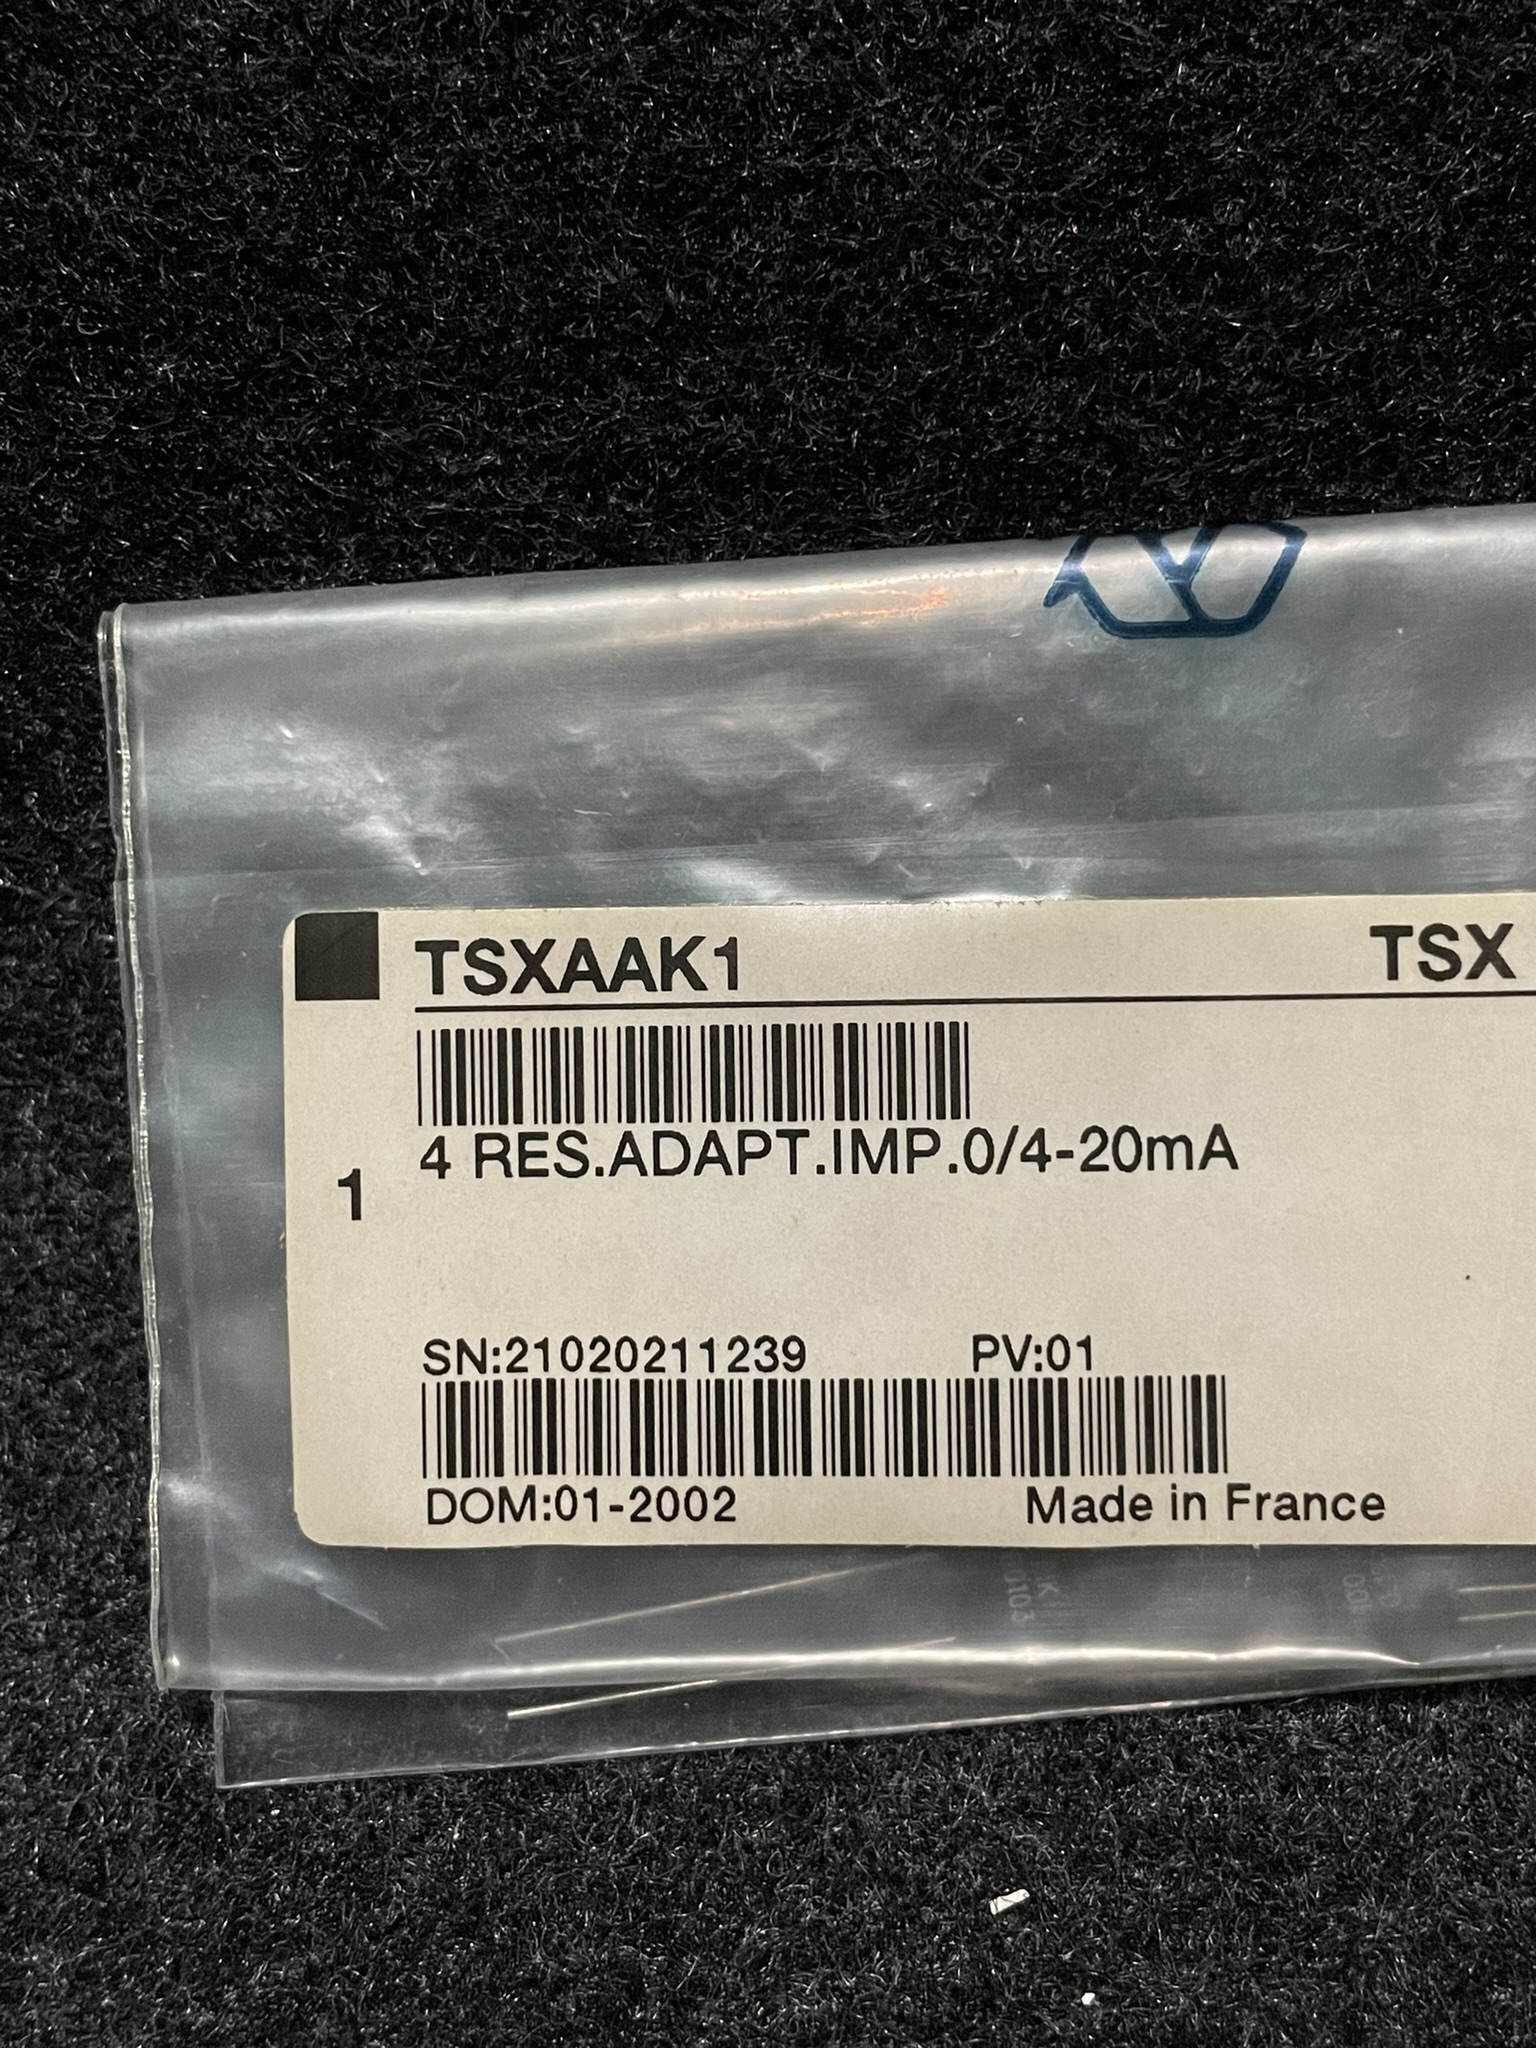 TSXAAK1 TSX
4 RES.ADAPT.IMP.0/4-20mA
1
SN:21020211239 PV:01
DOM:01-2002 Made in France